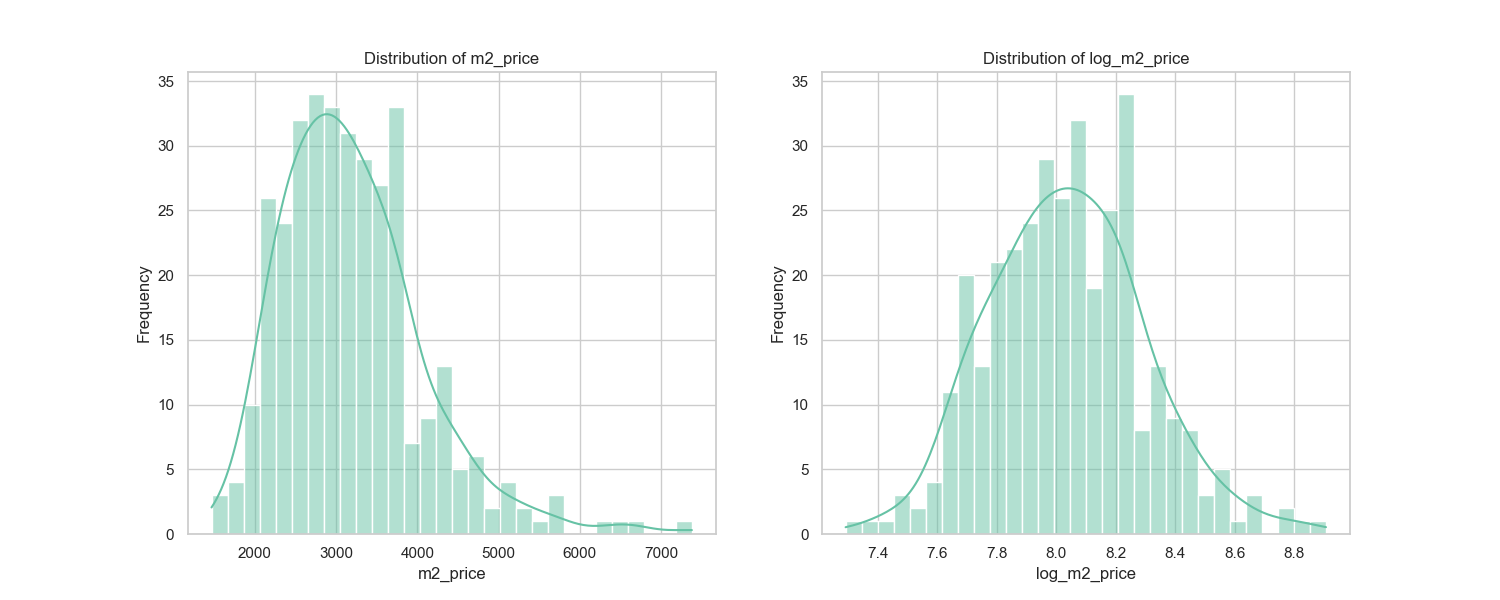 Distribution of m2_price
35
30
25
20
15
10
5
0
Frequency
2000 3000 4000 5000 6000 7000
m2_price
Distribution of log_m2_price
35
30
25
20
15
10
5
0
Frequency
7.4 7.6 7.8 8.0 8.2 8.4 8.6 8.8
log_m2_price